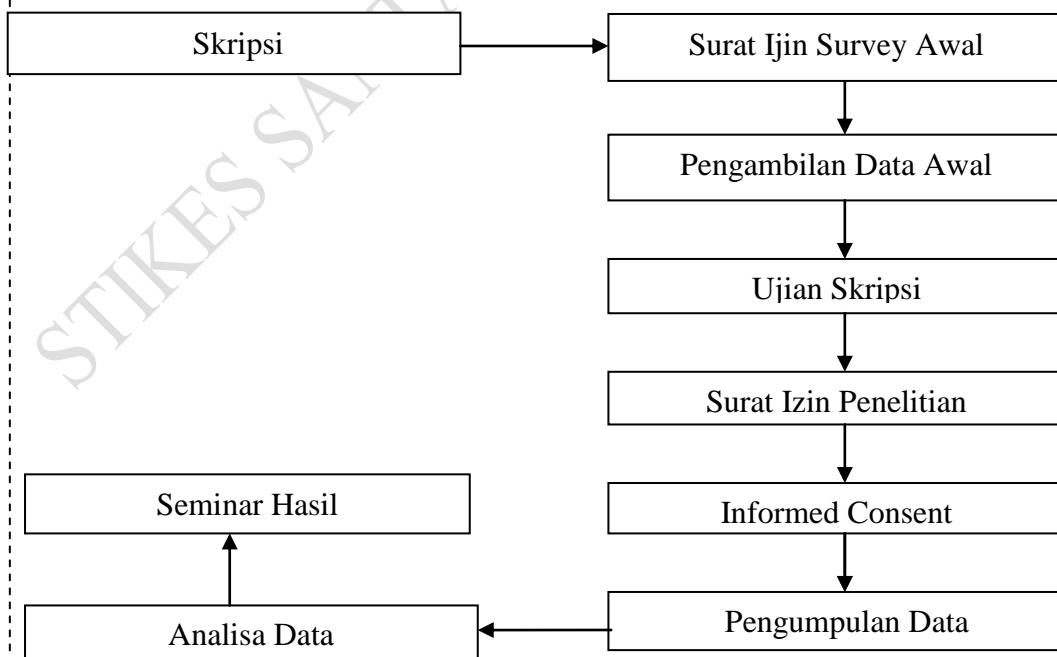 Skripsi
Surat Ijin Survey Awal
Pengambilan Data Awal
Ujian Skripsi
Surat Izin Penelitian
Informed Consent
Pengumpulan Data
Analisa Data
Seminar Hasil
STIKES